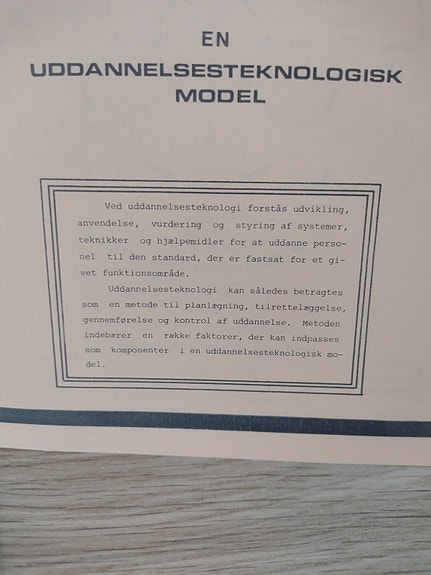 EN
UDDANNELSESTEKNOLOGISK
MODEL
Ved uddannelsesteknologi forstås udvikling,
anvendelse, vurdering og styring af systemer,
teknikker og hjælpemidler for at uddanne perso-
nel til den standard, der er fastsat for et gi-
vet funktionsområde.
Uddannelsesteknologi kan således betragtes
som en metode til planlægning, tilrettelæggelse,
gennemførelse og kontrol af uddannelse. Metoden
indebærer en række faktorer, der kan indpasses
som komponenter i en uddannelsesteknologisk mo-
del.